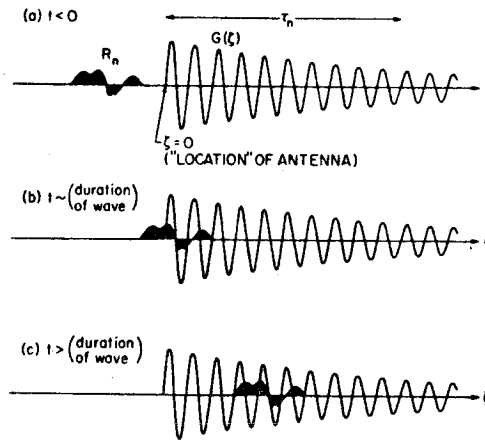 (a) t < 0
τₙ
Rₙ
G(ζ)
ζ=0
("LOCATION" OF ANTENNA)
(b) t ~ (duration of wave)
(c) t > (duration of wave)